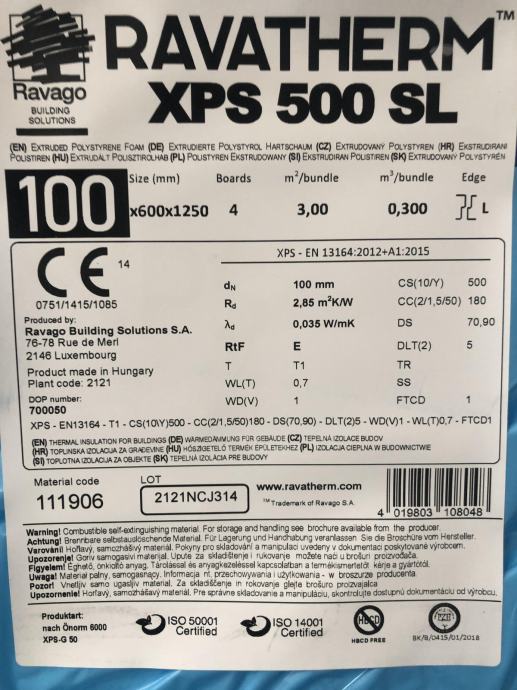 RAVATHERM™
XPS 500 SL
Ravago
BUILDING
SOLUTIONS
(EN) EXTRUDED POLYSTYRENE FOAM (DE) EXTRUDIERTE POLYSTYROL HARTSCHAUM (CZ) EXTRUDOVANÝ POLYSTYREN (HR) EKSTRUDIRANI
POLISTIREN (HU) EXTRUDÁLT POLISZTIROLHAB (PL) POLISTYREN EKSTRUDOWANY (SI) EKSTRUDIRAN POLISTIREN (SK) EXTRUDOVANÝ POLYSTYRÉN
Size (mm) Boards m²/bundle m³/bundle Edge
100 x600x1250 4 3,00 0,300 L
XPS - EN 13164:2012+A1:2015
CE 14
0751/1415/1085
dN 100 mm CS(10/Y) 500
Rd 2,85 m²K/W CC(2/1,5/50) 180
λd 0,035 W/mK DS 70,90
RtF E DLT(2) 5
T T1 TR
WL(T) 0,7 SS
WD(V) 1 FTCD 1
Produced by:
Ravago Building Solutions S.A.
76-78 Rue de Merl
2146 Luxembourg
Product made in Hungary
Plant code: 2121
DOP number:
700050
XPS - EN13164 - T1 - CS(10\Y)500 - CC(2/1,5/50)180 - DS(70,90) - DLT(2)5 - WD(V)1 - WL(T)0,7 - FTCD1
(EN) THERMAL INSULATION FOR BUILDINGS (DE) WÄRMEDÄMMUNG FÜR GEBÄUDE (CZ) TEPELNÁ IZOLACE BUDOV
(HR) TOPLINSKA IZOLACIJA ZA GRAĐEVINE (HU) HŐSZIGETELŐ TERMÉK ÉPÜLETEKHEZ (PL) IZOLACJA CIEPLNA W BUDOWNICTWIE
(SI) TOPLOTNA IZOLACIJA ZA OBJEKTE (SK) TEPELNÁ IZOLÁCIA PRE BUDOVY
Material code LOT
111906 2121NCJ314
www.ravatherm.com
™Trademark of Ravago S.A.
4 019803 108048
Warning! Combustible self-extinguishing material. For storage and handling see brochure available from the producer.
Achtung! Brennbare selbstauslöschende Material. Für Lagerung und Handhabung veranlassen Sie die Broschüre vom Hersteller.
Varování! Hořlavý, samozhášivý materiál. Pokyny pro skladování a manipulaci uvedeny v dokumentaci poskytované výrobcem.
Upozorenje! Goriv samogasivi materijal. Upute za skladištenje i rukovanje možete naći u brošuri proizvođača.
Figyelem! Éghető, önkioltó anyag. Tárolással és anyagkezeléssel kapcsolatban a termékismertetőt kérje a gyártótól.
Uwaga! Materiał palny, samogasnący. Informacja nt. przechowywania i użytkowania - w broszurze producenta.
Pozor! Vnetljiv samo ugasljiv material. Za skladiščenje in rokovanje glejte brošuro proizvajalca
Upozornenie! Horľavý, samozhášavý materiál. Pre správne skladovanie a manipuláciu, skontrolujte dostupnú dokumentáciu od výrobcu.
Produktart:
nach Önorm 6000
XPS-G 50
ISO 50001
Certified
ISO 14001
Certified
HBCD
HBCD FREE
PZH
BK/B/0415/01/2018